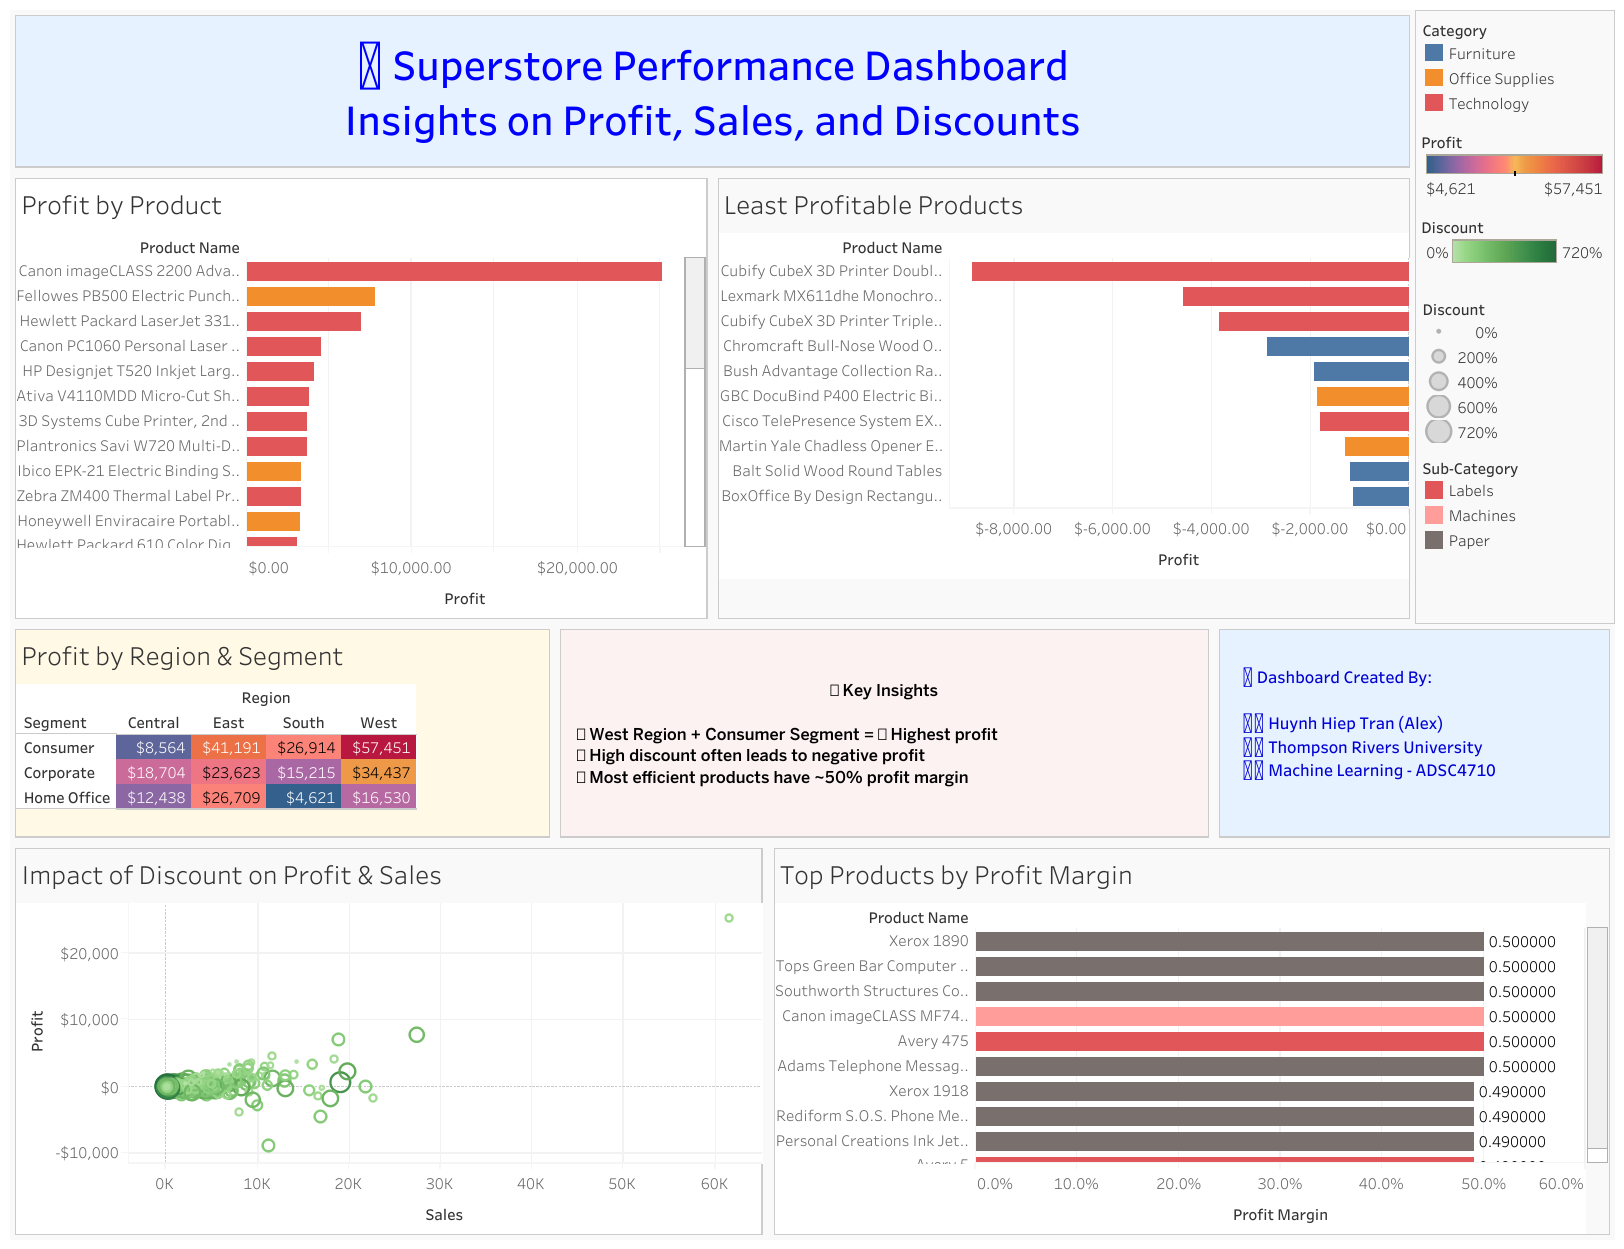 Superstore Performance Dashboard
Insights on Profit, Sales, and Discounts
Category
Furniture
Office Supplies
Technology
Profit
$4,621 $57,451
Discount
0% 720%
Discount
0%
200%
400%
600%
720%
Sub-Category
Labels
Machines
Paper
Profit by Product
Product Name
Canon imageCLASS 2200 Adva..
Fellowes PB500 Electric Punch..
Hewlett Packard LaserJet 331..
Canon PC1060 Personal Laser ..
HP Designjet T520 Inkjet Larg..
Ativa V4110MDD Micro-Cut Sh..
3D Systems Cube Printer, 2nd ..
Plantronics Savi W720 Multi-D..
Ibico EPK-21 Electric Binding S..
Zebra ZM400 Thermal Label Pr..
Honeywell Enviracaire Portabl..
Hewlett Packard 610 Color Dig..
$0.00 $10,000.00 $20,000.00
Profit
Least Profitable Products
Product Name
Cubify CubeX 3D Printer Doubl..
Lexmark MX611dhe Monochro..
Cubify CubeX 3D Printer Triple..
Chromcraft Bull-Nose Wood O..
Bush Advantage Collection Ra..
GBC DocuBind P400 Electric Bi..
Cisco TelePresence System EX..
Martin Yale Chadless Opener E..
Balt Solid Wood Round Tables
BoxOffice By Design Rectangu..
$-8,000.00 $-6,000.00 $-4,000.00 $-2,000.00 $0.00
Profit
Profit by Region & Segment
Region
Segment Central East South West
Consumer $8,564 $41,191 $26,914 $57,451
Corporate $18,704 $23,623 $15,215 $34,437
Home Office $12,438 $26,709 $4,621 $16,530
Key Insights
West Region + Consumer Segment = Highest profit
High discount often leads to negative profit
Most efficient products have ~50% profit margin
Dashboard Created By:
Huynh Hiep Tran (Alex)
Thompson Rivers University
Machine Learning - ADSC4710
Impact of Discount on Profit & Sales
Profit
$20,000
$10,000
$0
-$10,000
0K 10K 20K 30K 40K 50K 60K
Sales
Top Products by Profit Margin
Product Name
Xerox 1890 0.500000
Tops Green Bar Computer .. 0.500000
Southworth Structures Co.. 0.500000
Canon imageCLASS MF74.. 0.500000
Avery 475 0.500000
Adams Telephone Messag.. 0.500000
Xerox 1918 0.490000
Rediform S.O.S. Phone Me.. 0.490000
Personal Creations Ink Jet.. 0.490000
Avery 5
0.0% 10.0% 20.0% 30.0% 40.0% 50.0% 60.0%
Profit Margin